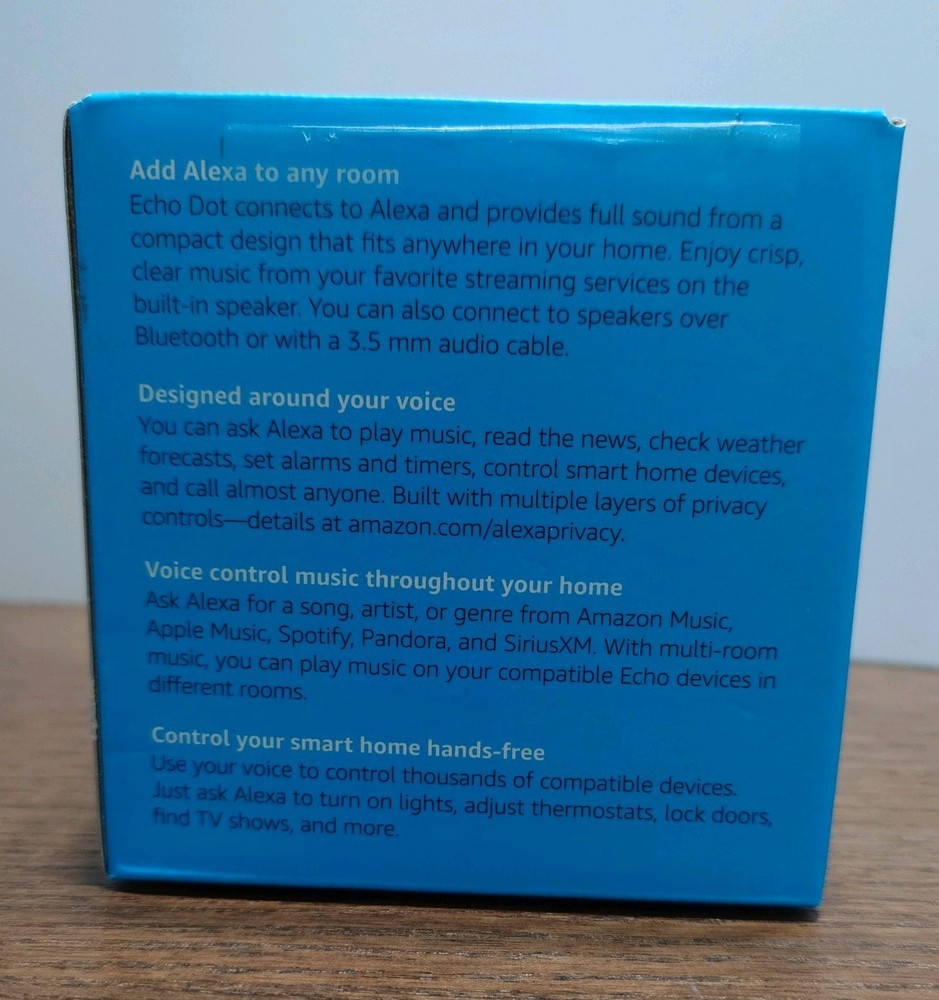 Add Alexa to any room
Echo Dot connects to Alexa and provides full sound from a
compact design that fits anywhere in your home. Enjoy crisp,
clear music from your favorite streaming services on the
built-in speaker. You can also connect to speakers over
Bluetooth or with a 3.5 mm audio cable.
Designed around your voice
You can ask Alexa to play music, read the news, check weather
forecasts, set alarms and timers, control smart home devices,
and call almost anyone. Built with multiple layers of privacy
controls—details at amazon.com/alexaprivacy.
Voice control music throughout your home
Ask Alexa for a song, artist, or genre from Amazon Music,
Apple Music, Spotify, Pandora, and SiriusXM. With multi-room
music, you can play music on your compatible Echo devices in
different rooms.
Control your smart home hands-free
Use your voice to control thousands of compatible devices.
Just ask Alexa to turn on lights, adjust thermostats, lock doors,
find TV shows, and more.